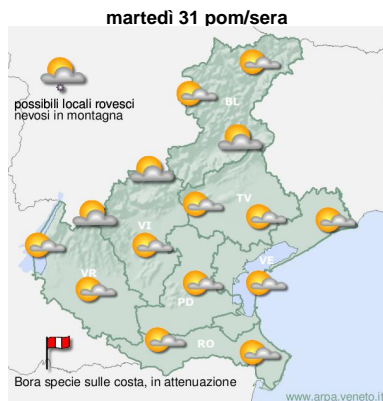 martedì 31 pom/sera
possibili locali rovesci
nevosi in montagna
BL
TV
VI
VE
VR
PD
RO
Bora specie sulle costa, in attenuazione
www.arpa.veneto.it